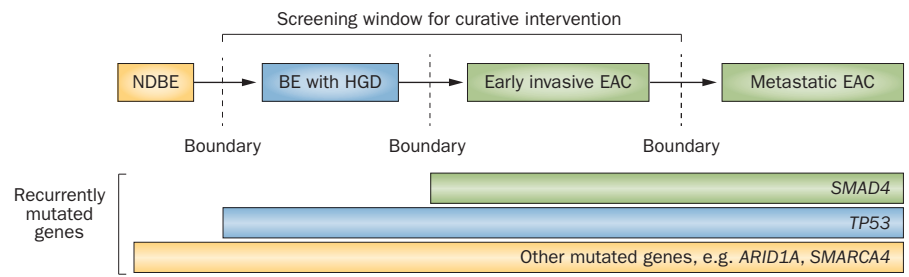 Screening window for curative intervention
NDBE
BE with HGD
Early invasive EAC
Metastatic EAC
Boundary
Boundary
Boundary
Recurrently
mutated
genes
SMAD4
TP53
Other mutated genes, e.g. ARID1A, SMARCA4